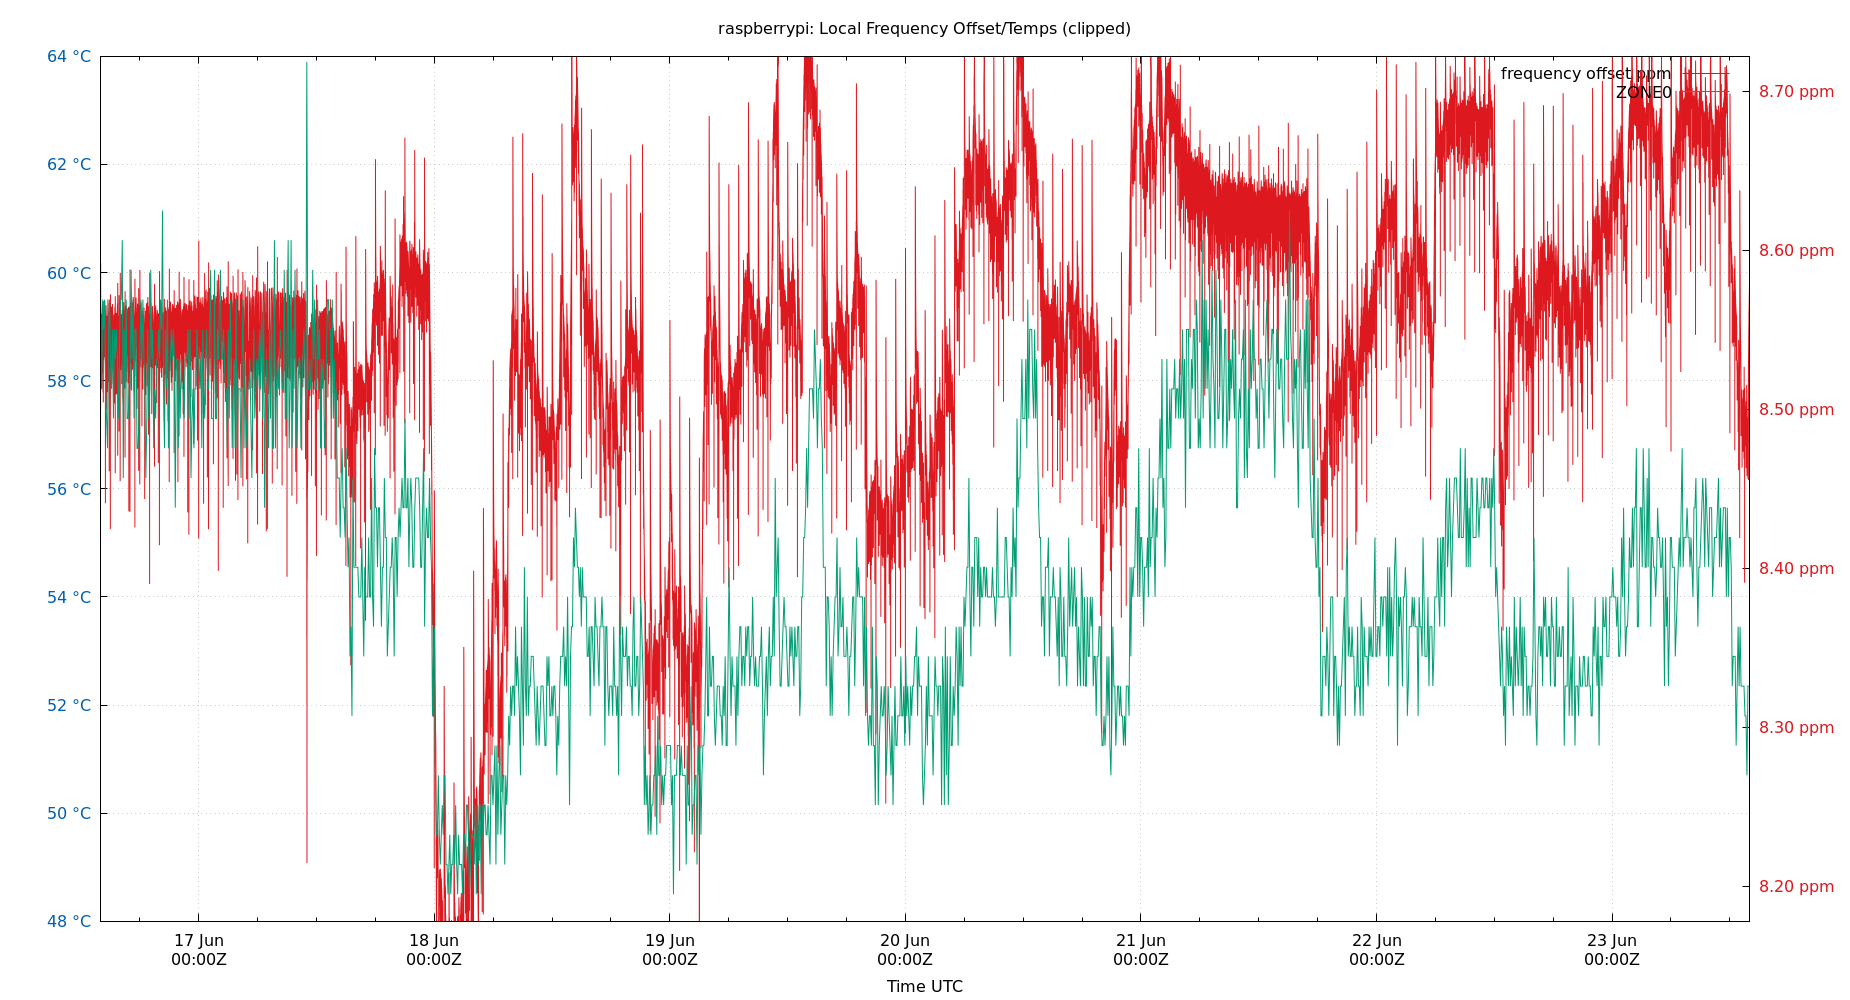 raspberrypi: Local Frequency Offset/Temps (clipped)
64 °C
62 °C
60 °C
58 °C
56 °C
54 °C
52 °C
50 °C
48 °C
frequency offset ppm
ZONE0
8.70 ppm
8.60 ppm
8.50 ppm
8.40 ppm
8.30 ppm
8.20 ppm
17 Jun
00:00Z
18 Jun
00:00Z
19 Jun
00:00Z
20 Jun
00:00Z
21 Jun
00:00Z
22 Jun
00:00Z
23 Jun
00:00Z
Time UTC